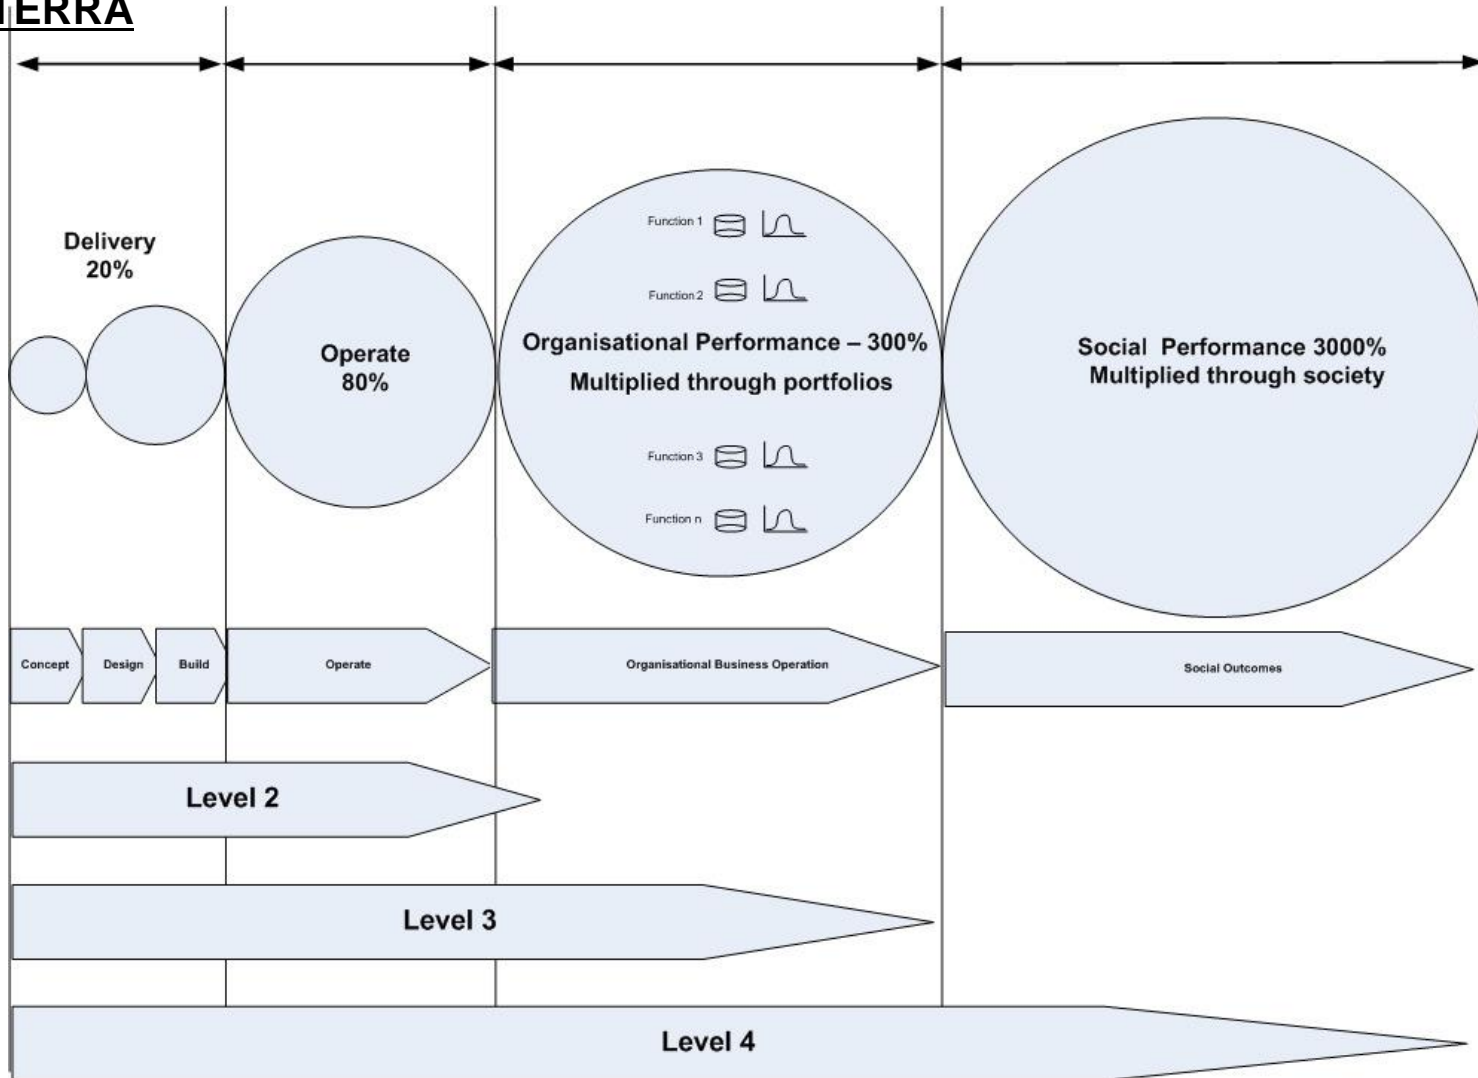 TERRA
Delivery
20%
Operate
80%
Function 1
Function 2
Organisational Performance – 300%
Multiplied through portfolios
Function 3
Function n
Social Performance 3000%
Multiplied through society
Concept
Design
Build
Operate
Organisational Business Operation
Social Outcomes
Level 2
Level 3
Level 4